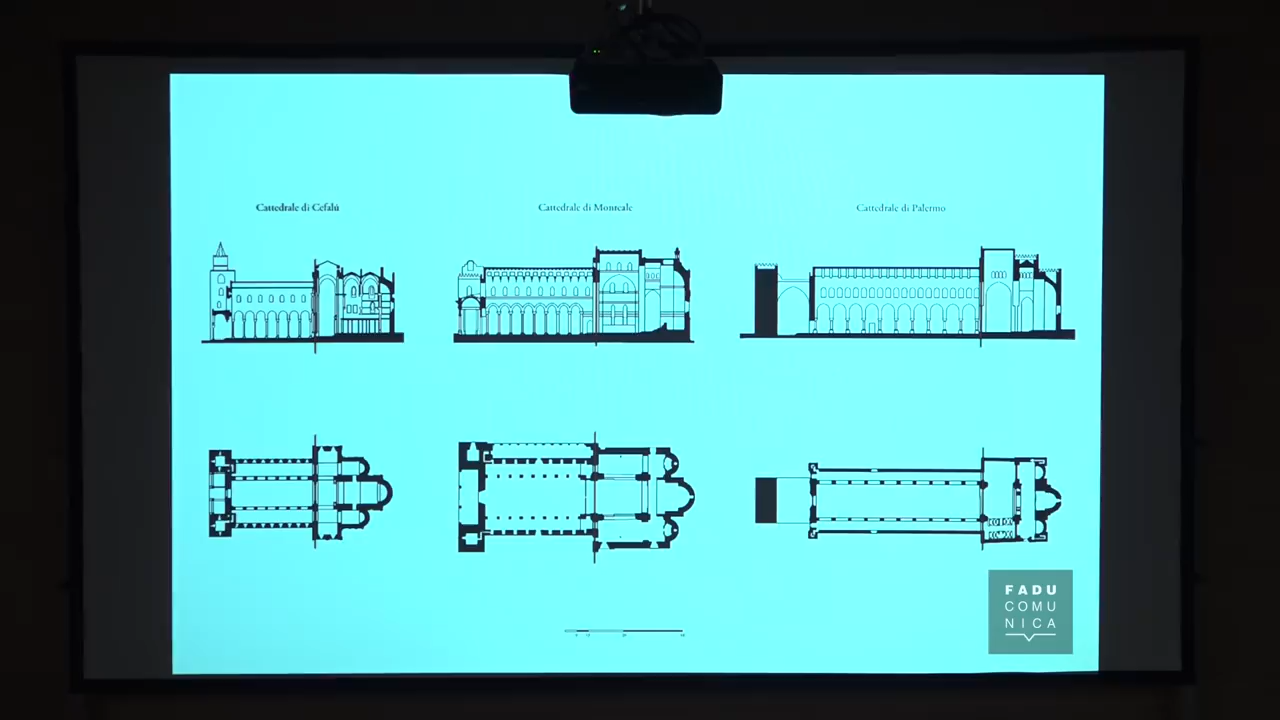 Cattedrale di Cefalù
Cattedrale di Monreale
Cattedrale di Palermo
FADU
COMU
NICA